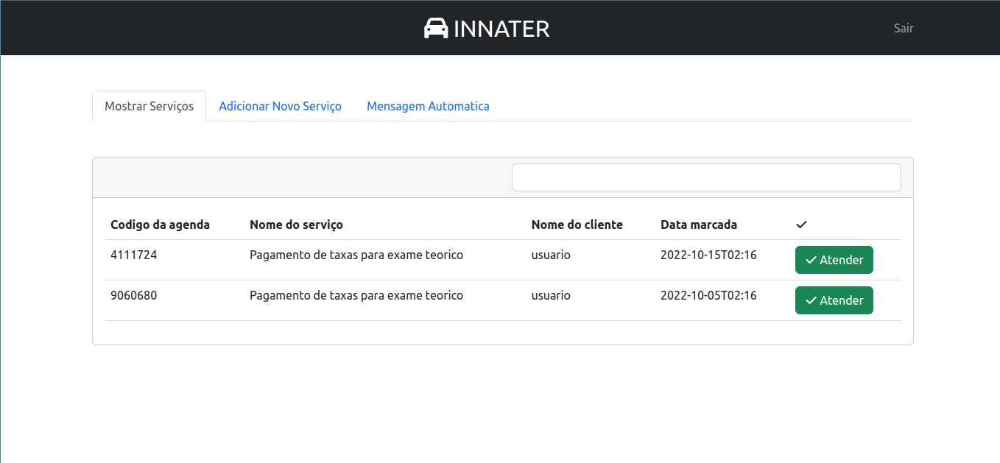 INNATER
Sair
Mostrar Serviços Adicionar Novo Serviço Mensagem Automatica
Codigo da agenda Nome do serviço Nome do cliente Data marcada
4111724 Pagamento de taxas para exame teorico usuario 2022-10-15T02:16 Atender
9060680 Pagamento de taxas para exame teorico usuario 2022-10-05T02:16 Atender